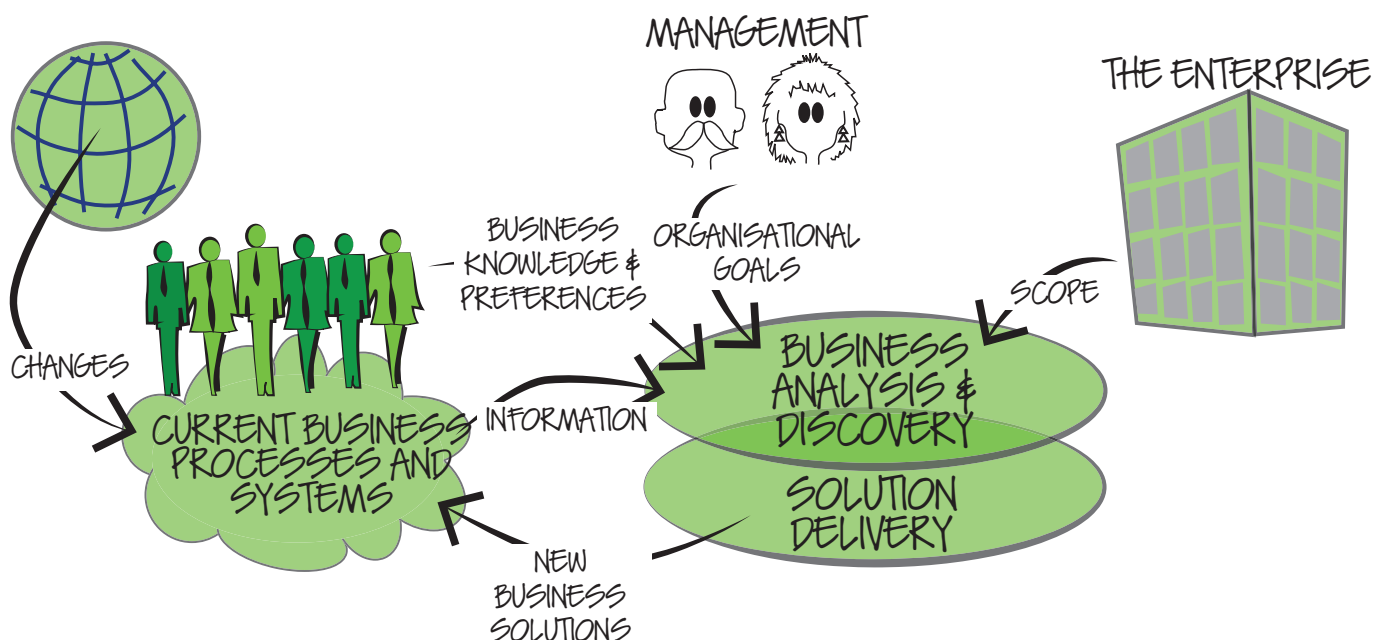 MANAGEMENT
THE ENTERPRISE
BUSINESS
KNOWLEDGE &
PREFERENCES
ORGANISATIONAL
GOALS
SCOPE
CHANGES
BUSINESS
ANALYSIS &
DISCOVERY
INFORMATION
CURRENT BUSINESS
PROCESSES AND
SYSTEMS
SOLUTION
DELIVERY
NEW
BUSINESS
SOLUTIONS